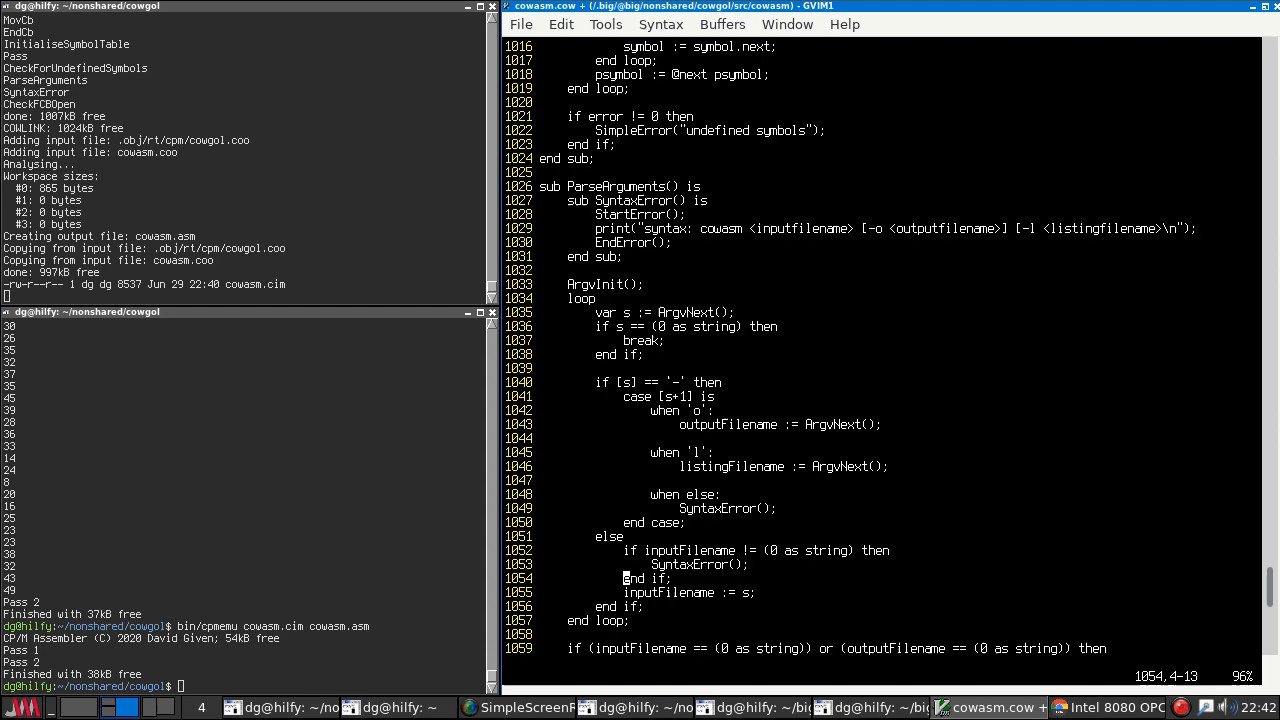 dg@hilfy: ~/nonshared/cowgol
MovCb
EndCb
InitialiseSymbolTable
Pass
CheckForUndefinedSymbols
ParseArguments
SyntaxError
CheckFCBOpen
done: 1007kB free
COWLINK: 1024kB free
Adding input file: .obj/rt/cpm/cowgol.coo
Adding input file: cowasm.coo
Analysing...
Workspace sizes:
  #0: 865 bytes
  #1: 0 bytes
  #2: 0 bytes
  #3: 0 bytes
Creating output file: cowasm.asm
Copying from input file: .obj/rt/cpm/cowgol.coo
Copying from input file: cowasm.coo
done: 997kB free
-rw-r--r-- 1 dg dg 8537 Jun 29 22:40 cowasm.cim
dg@hilfy: ~/nonshared/cowgol
30
26
35
32
37
35
45
39
28
36
33
14
24
8
20
16
25
23
23
38
32
43
49
Pass 2
Finished with 37kB free
dg@hilfy:~/nonshared/cowgol$ bin/cpmemu cowasm.cim cowasm.asm
CP/M Assembler (C) 2020 David Given; 54kB free
Pass 1
Pass 2
Finished with 38kB free
dg@hilfy:~/nonshared/cowgol$
cowasm.cow + (/.big/@big/nonshared/cowgol/src/cowasm) - GVIM1
File Edit Tools Syntax Buffers Window Help
1016             symbol := symbol.next;
1017         end loop;
1018         psymbol := @next psymbol;
1019     end loop;
1020
1021     if error != 0 then
1022         SimpleError("undefined symbols");
1023     end if;
1024 end sub;
1025
1026 sub ParseArguments() is
1027     sub SyntaxError() is
1028         StartError();
1029         print("syntax: cowasm <inputfilename> [-o <outputfilename>] [-l <listingfilename>\n");
1030         EndError();
1031     end sub;
1032
1033     ArgvInit();
1034     loop
1035         var s := ArgvNext();
1036         if s == (0 as string) then
1037             break;
1038         end if;
1039
1040         if [s] == '-' then
1041             case [s+1] is
1042                 when 'o':
1043                     outputFilename := ArgvNext();
1044
1045                 when 'l':
1046                     listingFilename := ArgvNext();
1047
1048                 when else:
1049                     SyntaxError();
1050             end case;
1051         else
1052             if inputFilename != (0 as string) then
1053                 SyntaxError();
1054             end if;
1055             inputFilename := s;
1056         end if;
1057     end loop;
1058
1059     if (inputFilename == (0 as string)) or (outputFilename == (0 as string)) then
1054,4-13 96%
4 dg@hilfy: ~/no dg@hilfy: ~ SimpleScreenR dg@hilfy: ~/no dg@hilfy: ~/big dg@hilfy: ~/big cowasm.cow + Intel 8080 OPC 22:42